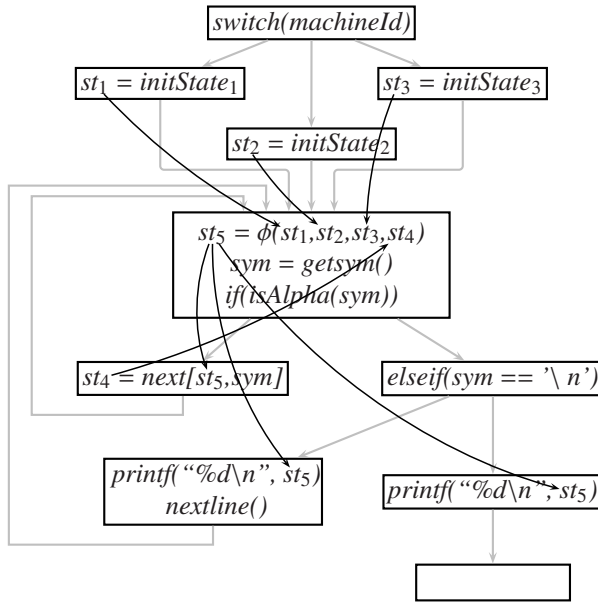 switch(machineId)
st1 = initState1
st3 = initState3
st2 = initState2
st5 = ϕ(st1,st2,st3,st4)
sym = getsym()
if(isAlpha(sym))
st4 = next[st5,sym]
elseif(sym == '\ n')
printf(“%d\n”, st5)
nextline()
printf(“%d\n”, st5)